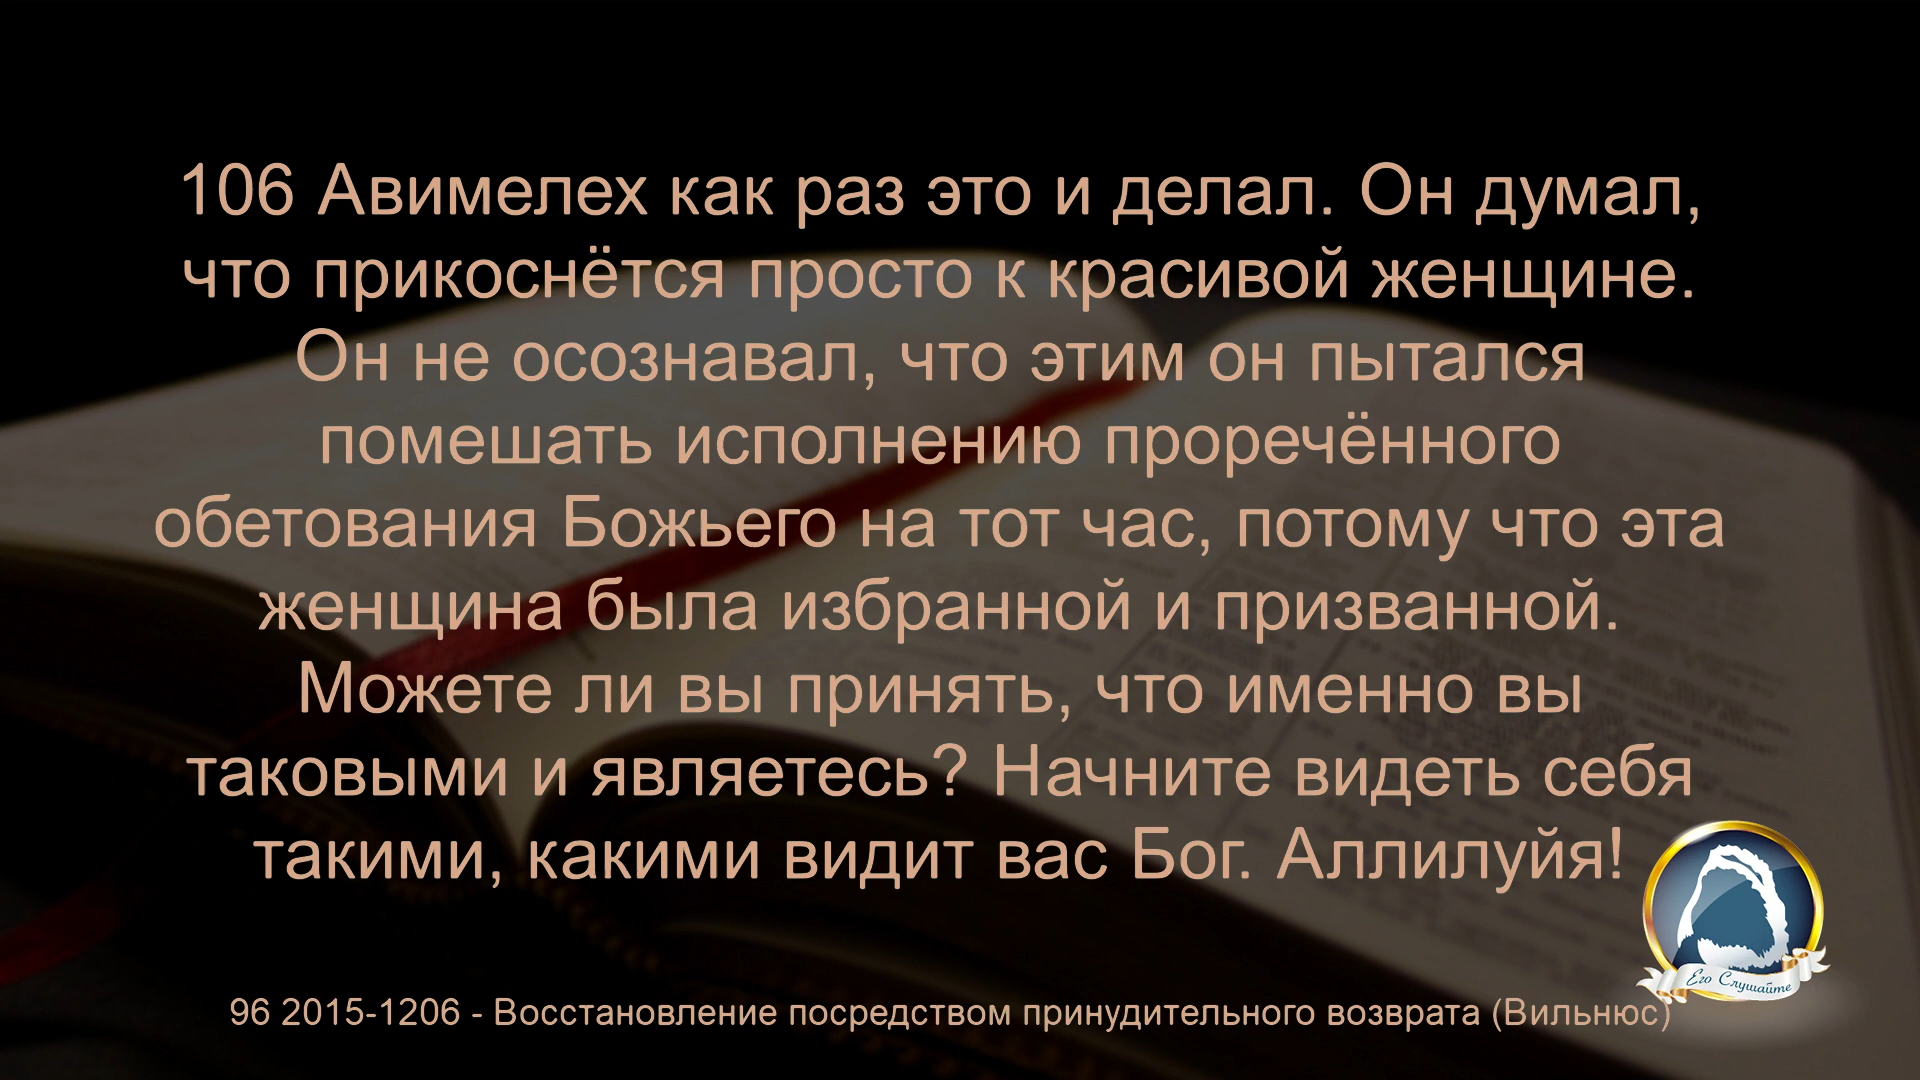 106 Авимелех как раз это и делал. Он думал,
что прикоснётся просто к красивой женщине.
Он не осознавал, что этим он пытался
помешать исполнению проречённого
обетования Божьего на тот час, потому что эта
женщина была избранной и призванной.
Можете ли вы принять, что именно вы
таковыми и являетесь? Начните видеть себя
такими, какими видит вас Бог. Аллилуйя!
Его Слушайте
96 2015-1206 - Восстановление посредством принудительного возврата (Вильнюс)